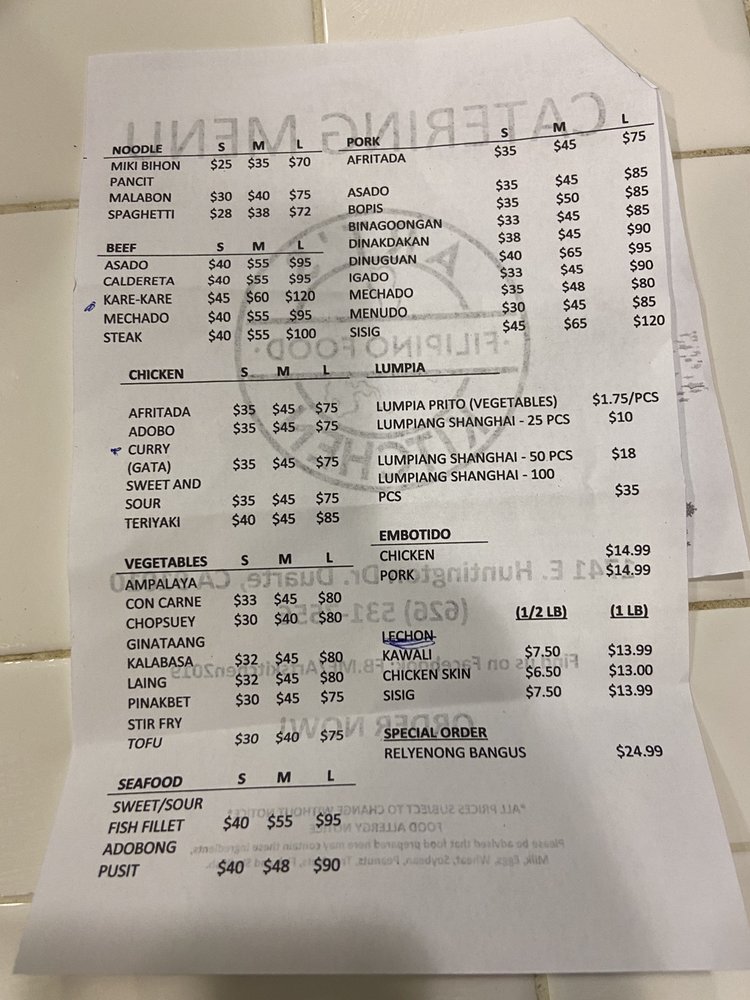 NOODLE S M L
MIKI BIHON $25 $35 $70
PANCIT
MALABON $30 $40 $75
SPAGHETTI $28 $38 $72
BEEF S M L
ASADO $40 $55 $95
CALDERETA $40 $55 $95
KARE-KARE $45 $60 $120
MECHADO $40 $55 $95
STEAK $40 $55 $100
CHICKEN S M L
AFRITADA $35 $45 $75
ADOBO $35 $45 $75
CURRY
(GATA) $35 $45 $75
SWEET AND
SOUR $35 $45 $75
TERIYAKI $40 $45 $85
VEGETABLES S M L
AMPALAYA
CON CARNE $33 $45 $80
CHOPSUEY $30 $40 $80
GINATAANG
KALABASA $32 $45 $80
LAING $32 $45 $80
PINAKBET $30 $45 $75
STIR FRY
TOFU $30 $40 $75
SEAFOOD S M L
SWEET/SOUR
FISH FILLET $40 $55 $95
ADOBONG
PUSIT $40 $48 $90
PORK S M L
AFRITADA $35 $45 $75
ASADO $35 $45 $85
BOPIS $35 $50 $85
BINAGOONGAN $33 $45 $85
DINAKDAKAN $38 $45 $90
DINUGUAN $40 $65 $95
IGADO $33 $45 $90
MECHADO $35 $48 $80
MENUDO $30 $45 $85
SISIG $45 $65 $120
LUMPIA
LUMPIA PRITO (VEGETABLES) $1.75/PCS
LUMPIANG SHANGHAI - 25 PCS $10
LUMPIANG SHANGHAI - 50 PCS $18
LUMPIANG SHANGHAI - 100
PCS $35
EMBOTIDO
CHICKEN $14.99
PORK $14.99
(1/2 LB) (1 LB)
LECHON
KAWALI $7.50 $13.99
CHICKEN SKIN $6.50 $13.00
SISIG $7.50 $13.99
SPECIAL ORDER
RELYENONG BANGUS $24.99